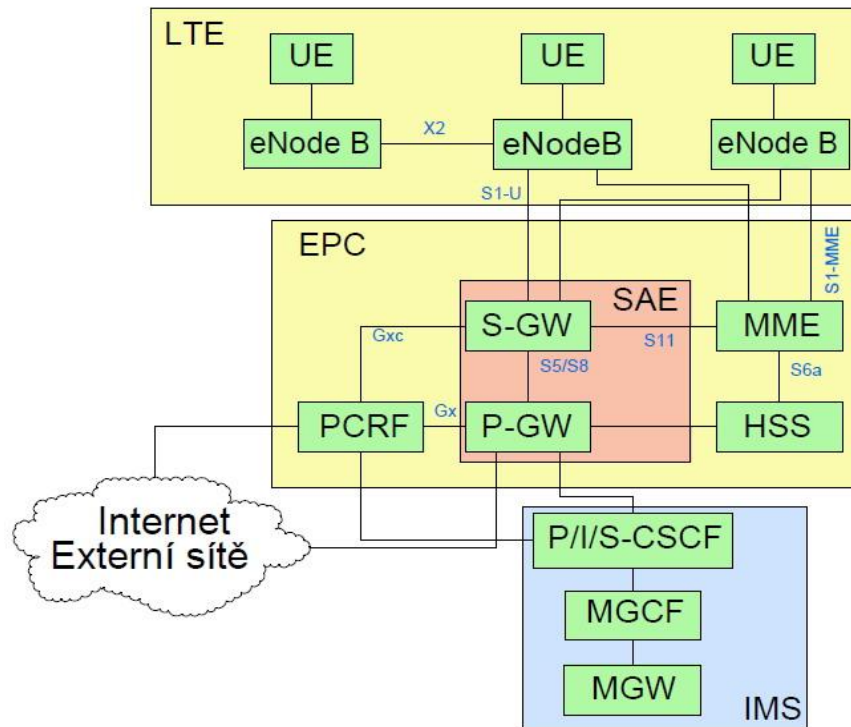 LTE
UE
UE
UE
eNode B
X2
eNodeB
eNode B
S1-U
S1-MME
EPC
SAE
S-GW
MME
Gxc
S11
S5/S8
S6a
PCRF
Gx
P-GW
HSS
Internet
Externí sítě
P/I/S-CSCF
MGCF
MGW
IMS